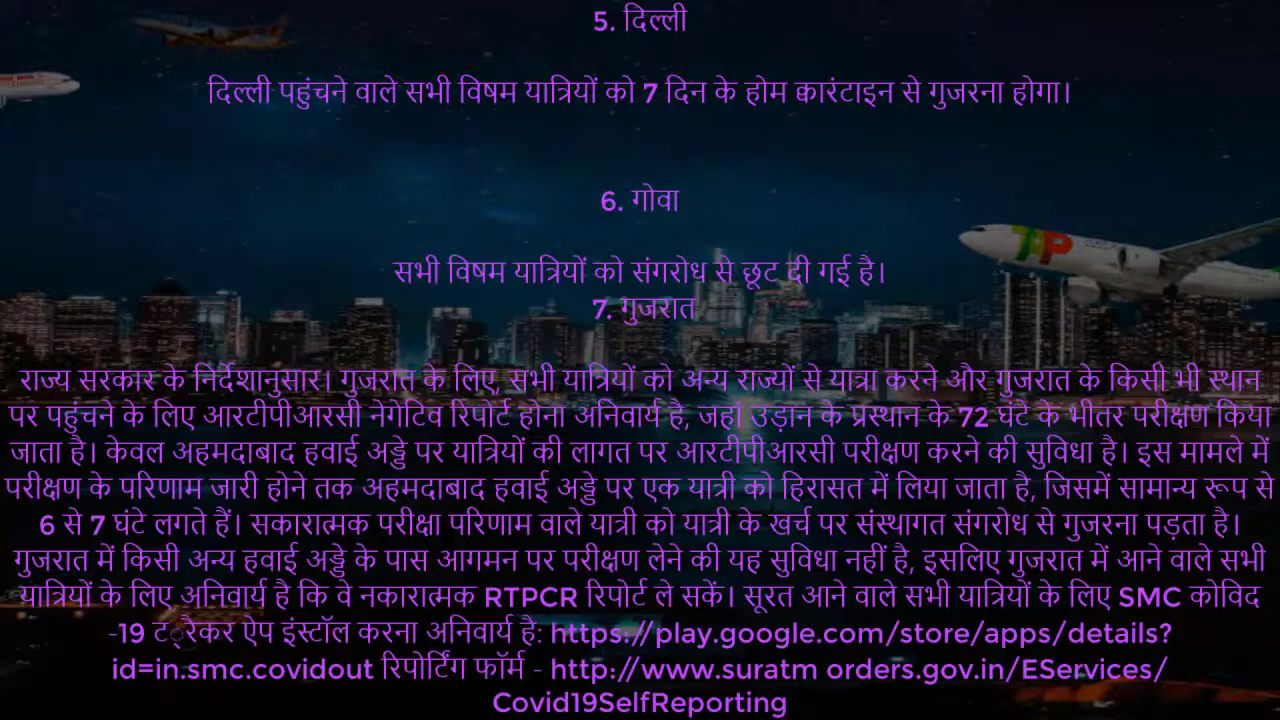 5. दिल्ली
दिल्ली पहुंचने वाले सभी विषम यात्रियों को 7 दिन के होम क्वारंटाइन से गुजरना होगा।
6. गोवा
सभी विषम यात्रियों को संगरोध से छूट दी गई है।
7. गुजरात
राज्य सरकार के निर्देशानुसार। गुजरात के लिए, सभी यात्रियों को अन्य राज्यों से यात्रा करने और गुजरात के किसी भी स्थान
पर पहुंचने के लिए आरटीपीआरसी नेगेटिव रिपोर्ट होना अनिवार्य है, जहां उड़ान के प्रस्थान के 72 घंटे के भीतर परीक्षण किया
जाता है। केवल अहमदाबाद हवाई अड्डे पर यात्रियों की लागत पर आरटीपीआरसी परीक्षण करने की सुविधा है। इस मामले में
परीक्षण के परिणाम जारी होने तक अहमदाबाद हवाई अड्डे पर एक यात्री को हिरासत में लिया जाता है, जिसमें सामान्य रूप से
6 से 7 घंटे लगते हैं। सकारात्मक परीक्षा परिणाम वाले यात्री को यात्री के खर्च पर संस्थागत संगरोध से गुजरना पड़ता है।
गुजरात में किसी अन्य हवाई अड्डे के पास आगमन पर परीक्षण लेने की यह सुविधा नहीं है, इसलिए गुजरात में आने वाले सभी
यात्रियों के लिए अनिवार्य है कि वे नकारात्मक RTPCR रिपोर्ट ले सकें। सूरत आने वाले सभी यात्रियों के लिए SMC कोविद
-19 ट्रैकर ऐप इंस्टॉल करना अनिवार्य है: https://play.google.com/store/apps/details?
id=in.smc.covidout रिपोर्टिंग फॉर्म - http://www.suratm orders.gov.in/EServices/
Covid19SelfReporting